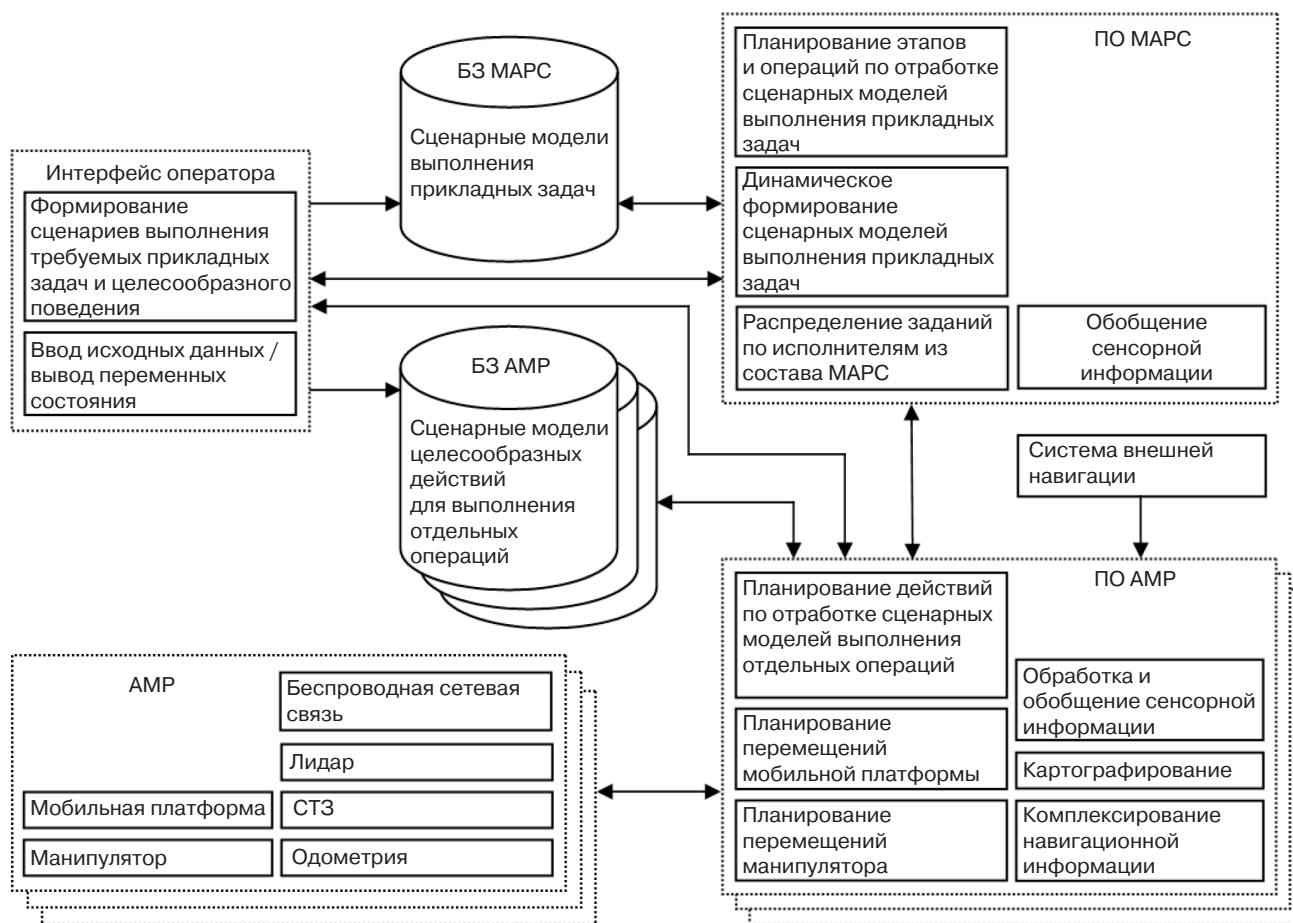 БЗ МАРС
Сценарные модели
выполнения
прикладных задач
ПО МАРС
Планирование этапов
и операций по отработке
сценарных моделей
выполнения прикладных
задач
Динамическое
формирование
сценарных моделей
выполнения прикладных
задач
Распределение заданий
по исполнителям из
состава МАРС
Обобщение
сенсорной
информации
Интерфейс оператора
Формирование
сценариев выполнения
требуемых прикладных
задач и целесообразного
поведения
Ввод исходных данных /
вывод переменных
состояния
БЗ АМР
Сценарные модели
целесообразных
действий
для выполнения
отдельных
операций
Система внешней
навигации
ПО АМР
Планирование действий
по отработке сценарных
моделей выполнения
отдельных операций
Планирование
перемещений
мобильной платформы
Планирование
перемещений
манипулятора
Обработка и
обобщение сенсорной
информации
Картографирование
Комплексирование
навигационной
информации
АМР
Беспроводная сетевая
связь
Лидар
Мобильная платформа
СТЗ
Манипулятор
Одометрия